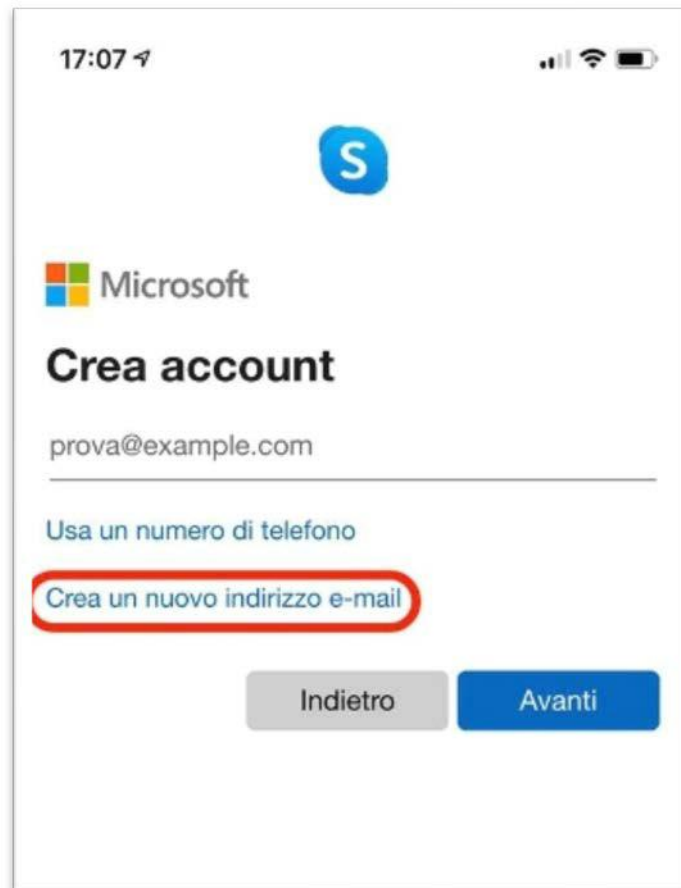 17:07
S
Microsoft
Crea account
prova@example.com
Usa un numero di telefono
Crea un nuovo indirizzo e-mail
Indietro
Avanti